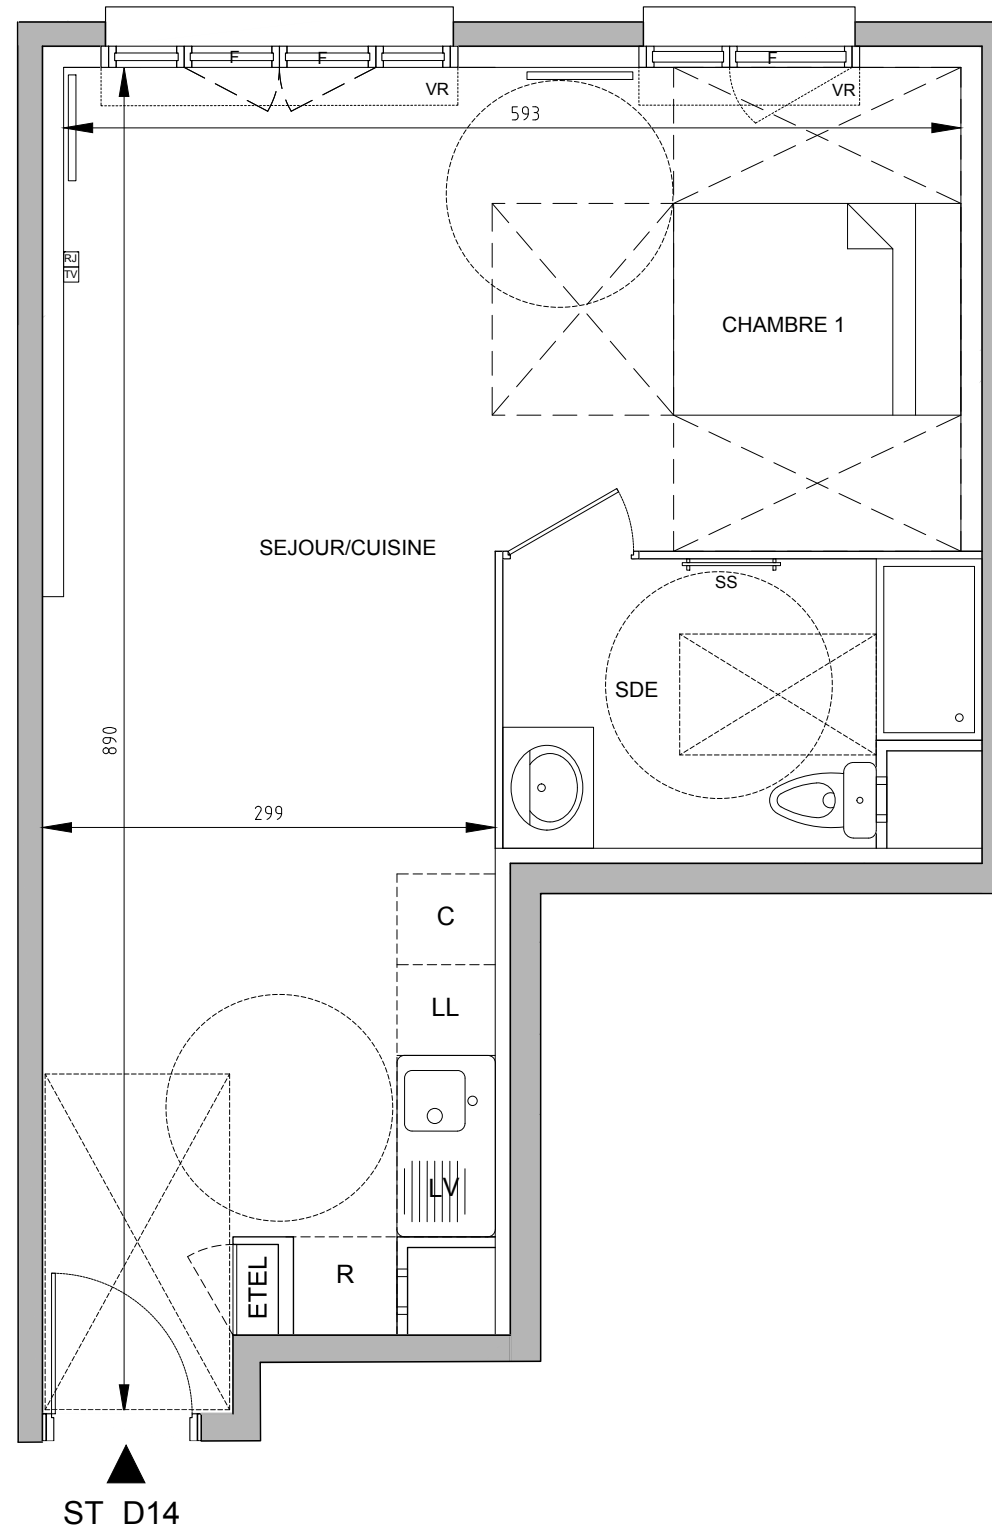 F
F
F
VR
VR
593
RJ
TV
CHAMBRE 1
SEJOUR/CUISINE
SS
SDE
890
299
C
LL
LV
ETEL
R
ST D14